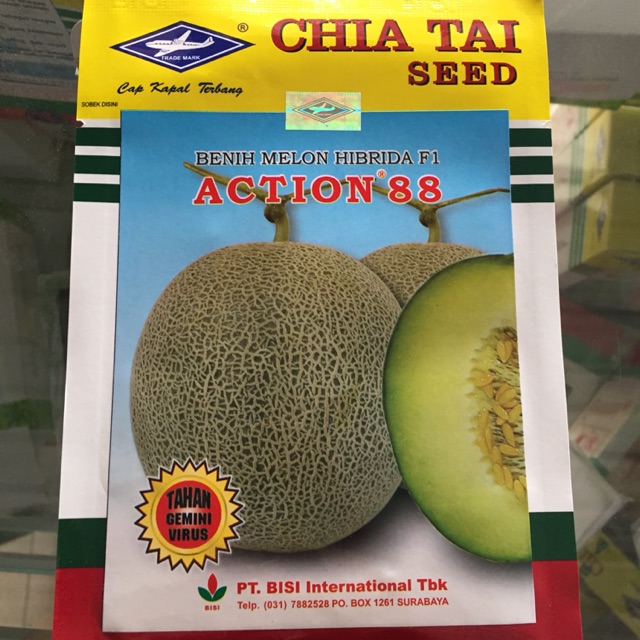 CHIA TAI
®
SEED
TRADE MARK
Cap Kapal Terbang
SOBEK DISINI
BENIH MELON HIBRIDA F1
ACTION® 88
TAHAN
GEMINI
VIRUS
BISI
PT. BISI International Tbk
Telp. (031) 7882528 PO. BOX 1261 SURABAYA